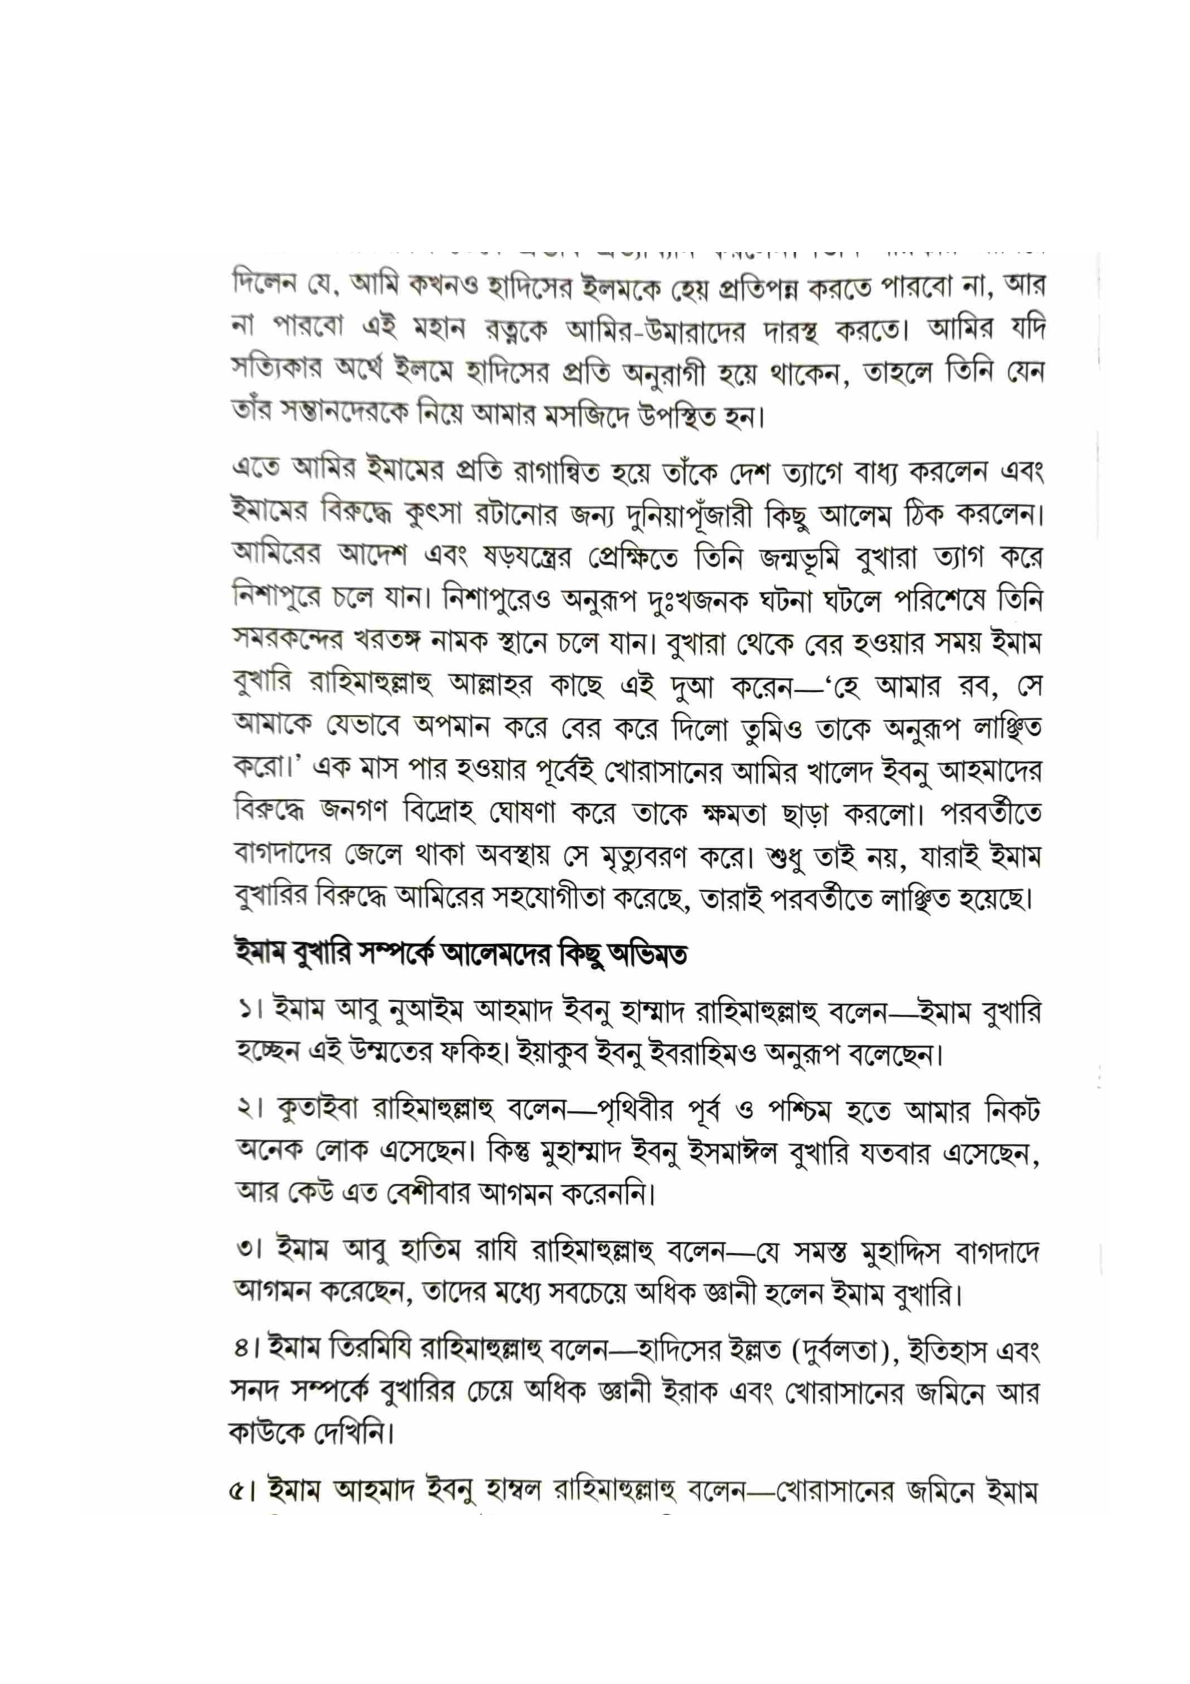 দিলেন যে, আমি কখনও হাদিসের ইলমকে হেয় প্রতিপন্ন করতে পারবো না, আর
না পারবো এই মহান রত্নকে আমির-উমারাদের দারস্থ করতে। আমির যদি
সত্যিকার অর্থে ইলমে হাদিসের প্রতি অনুরাগী হয়ে থাকেন, তাহলে তিনি যেন
তাঁর সন্তানদেরকে নিয়ে আমার মসজিদে উপস্থিত হন।
এতে আমির ইমামের প্রতি রাগান্বিত হয়ে তাঁকে দেশ ত্যাগে বাধ্য করলেন এবং
ইমামের বিরুদ্ধে কুৎসা রটানোর জন্য দুনিয়াপূঁজারী কিছু আলেম ঠিক করলেন।
আমিরের আদেশ এবং ষড়যন্ত্রের প্রেক্ষিতে তিনি জন্মভূমি বুখারা ত্যাগ করে
নিশাপুরে চলে যান। নিশাপুরেও অনুরূপ দুঃখজনক ঘটনা ঘটলে পরিশেষে তিনি
সমরকন্দের খরতঙ্গ নামক স্থানে চলে যান। বুখারা থেকে বের হওয়ার সময় ইমাম
বুখারি রাহিমাহুল্লাহু আল্লাহর কাছে এই দুআ করেন—‘হে আমার রব, সে
আমাকে যেভাবে অপমান করে বের করে দিলো তুমিও তাকে অনুরূপ লাঞ্ছিত
করো।’ এক মাস পার হওয়ার পূর্বেই খোরাসানের আমির খালেদ ইবনু আহমাদের
বিরুদ্ধে জনগণ বিদ্রোহ ঘোষণা করে তাকে ক্ষমতা ছাড়া করলো। পরবর্তীতে
বাগদাদের জেলে থাকা অবস্থায় সে মৃত্যুবরণ করে। শুধু তাই নয়, যারাই ইমাম
বুখারির বিরুদ্ধে আমিরের সহযোগীতা করেছে, তারাই পরবর্তীতে লাঞ্ছিত হয়েছে।
ইমাম বুখারি সম্পর্কে আলেমদের কিছু অভিমত
১। ইমাম আবু নুআইম আহমাদ ইবনু হাম্মাদ রাহিমাহুল্লাহু বলেন—ইমাম বুখারি
হচ্ছেন এই উম্মতের ফকিহ। ইয়াকুব ইবনু ইবরাহিমও অনুরূপ বলেছেন।
২। কুতাইবা রাহিমাহুল্লাহু বলেন—পৃথিবীর পূর্ব ও পশ্চিম হতে আমার নিকট
অনেক লোক এসেছেন। কিন্তু মুহাম্মাদ ইবনু ইসমাঈল বুখারি যতবার এসেছেন,
আর কেউ এত বেশীবার আগমন করেননি।
৩। ইমাম আবু হাতিম রাযি রাহিমাহুল্লাহু বলেন—যে সমস্ত মুহাদ্দিস বাগদাদে
আগমন করেছেন, তাদের মধ্যে সবচেয়ে অধিক জ্ঞানী হলেন ইমাম বুখারি।
৪। ইমাম তিরমিযি রাহিমাহুল্লাহু বলেন—হাদিসের ইল্লত (দুর্বলতা), ইতিহাস এবং
সনদ সম্পর্কে বুখারির চেয়ে অধিক জ্ঞানী ইরাক এবং খোরাসানের জমিনে আর
কাউকে দেখিনি।
৫। ইমাম আহমাদ ইবনু হাম্বল রাহিমাহুল্লাহু বলেন—খোরাসানের জমিনে ইমাম